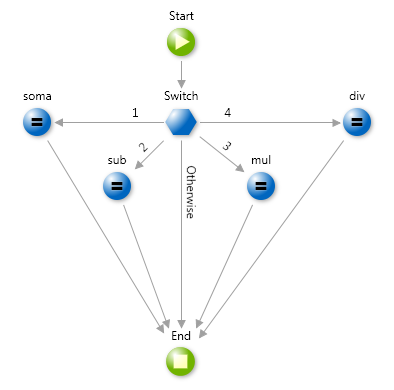 Start
soma
Switch
div
1
4
2
3
sub
mul
Otherwise
End